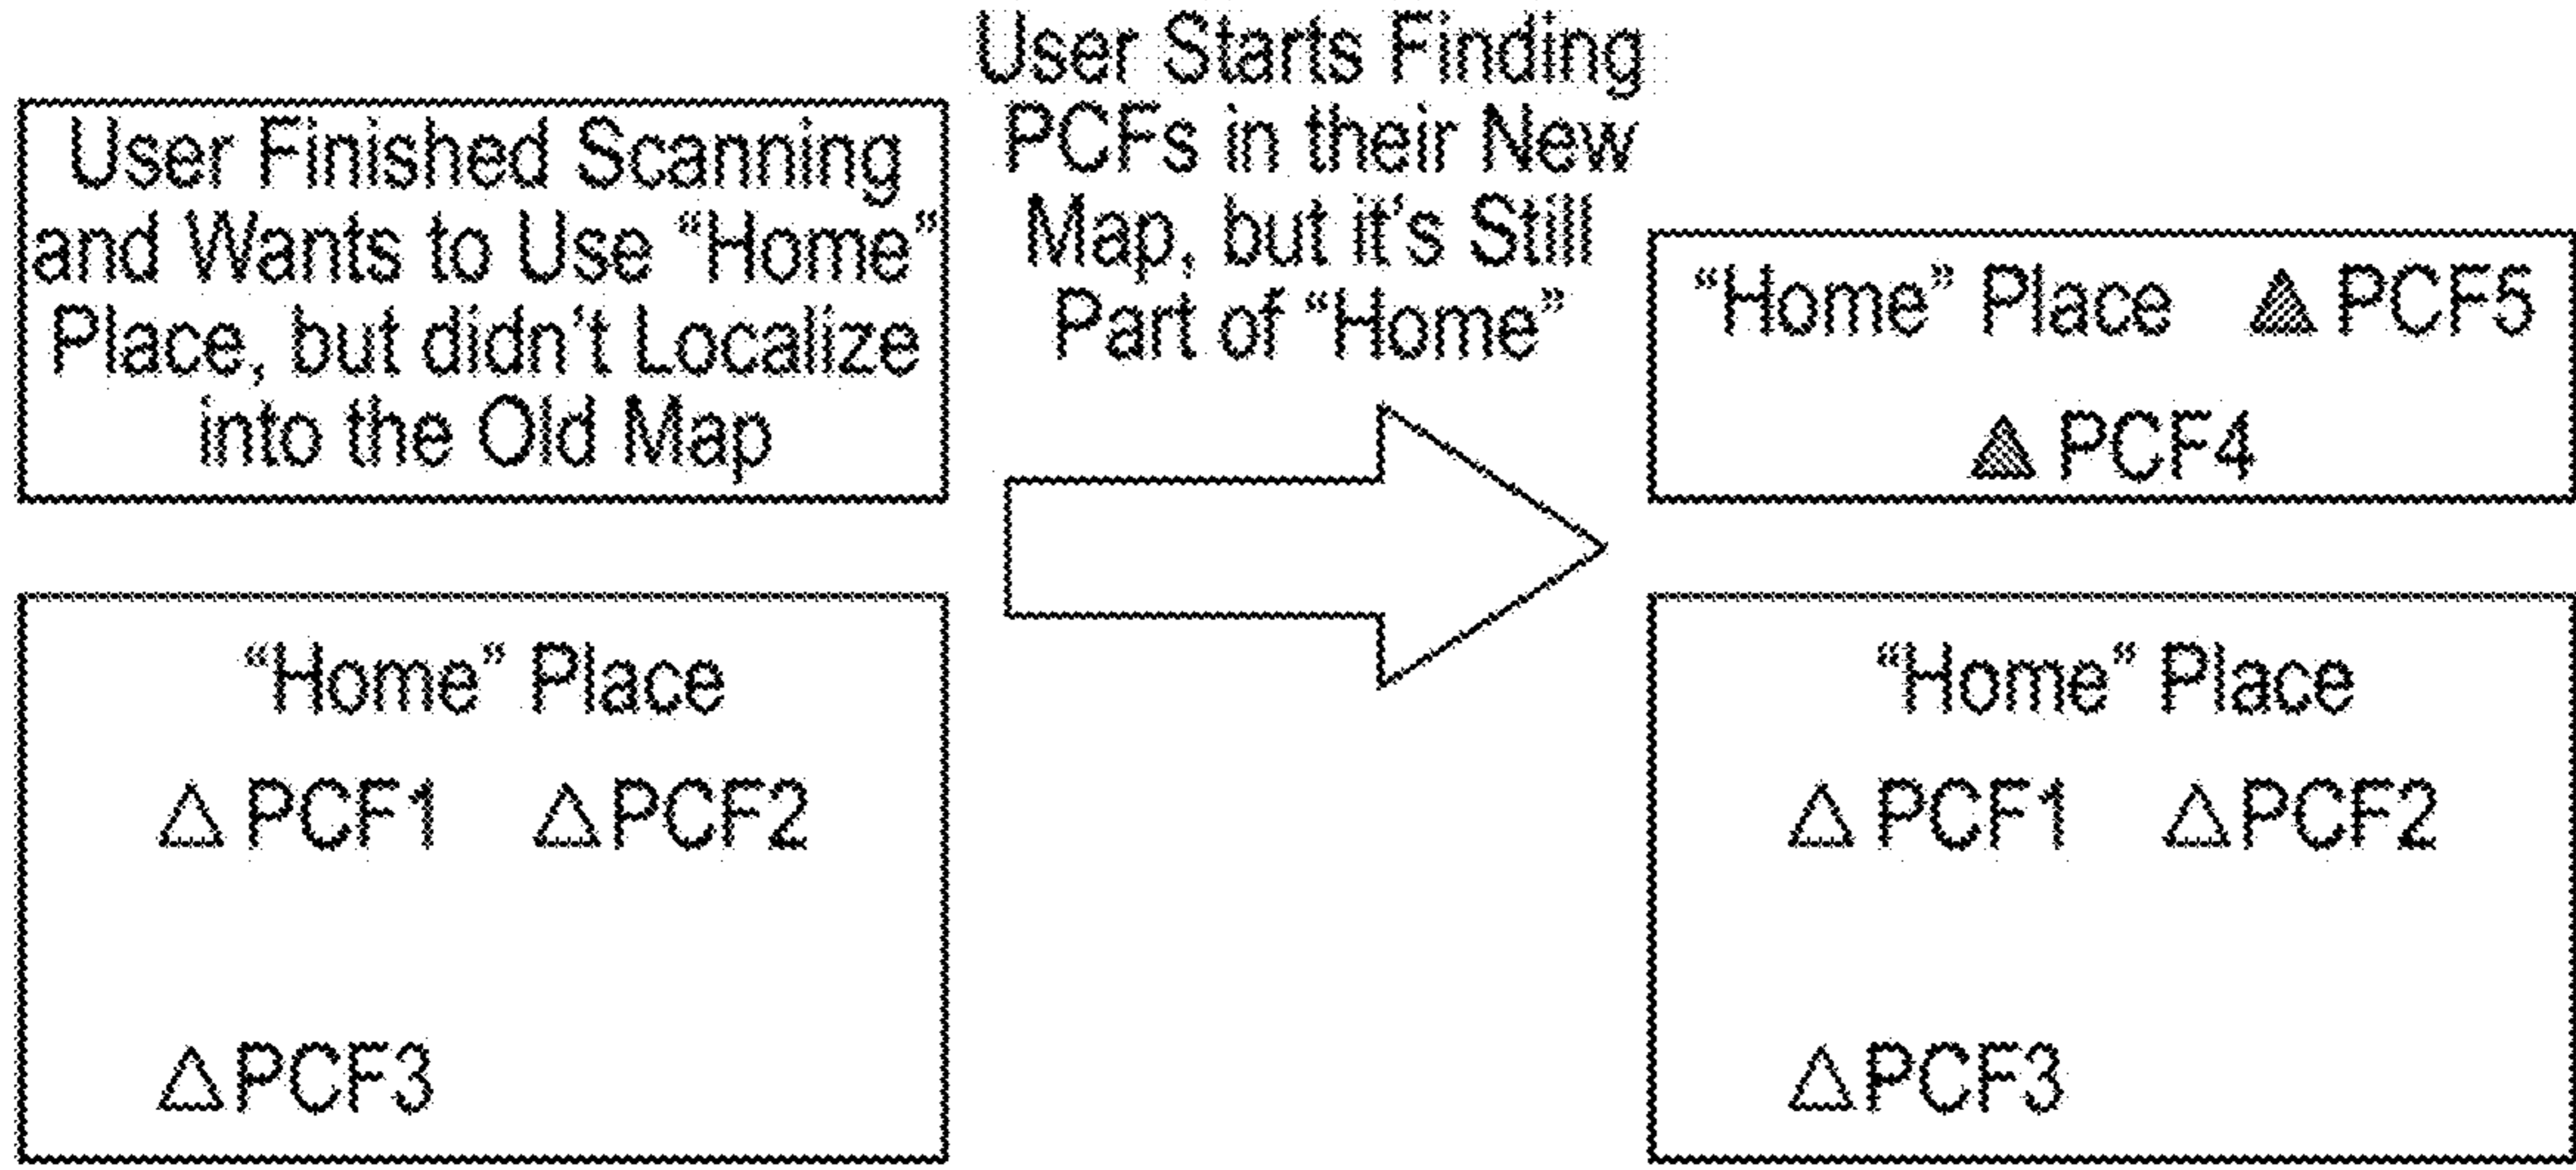 User Finished Scanning
and Wants to Use “Home“
Place, but didn't Localize
into the Old Map
User Starts Finding
PCFs in their New
Map, but it's Still
Part of “Home”
“Home” Place PCF5
PCF4
“Home” Place
PCF1 PCF2
PCF3
“Home” Place
PCF1 PCF2
PCF3